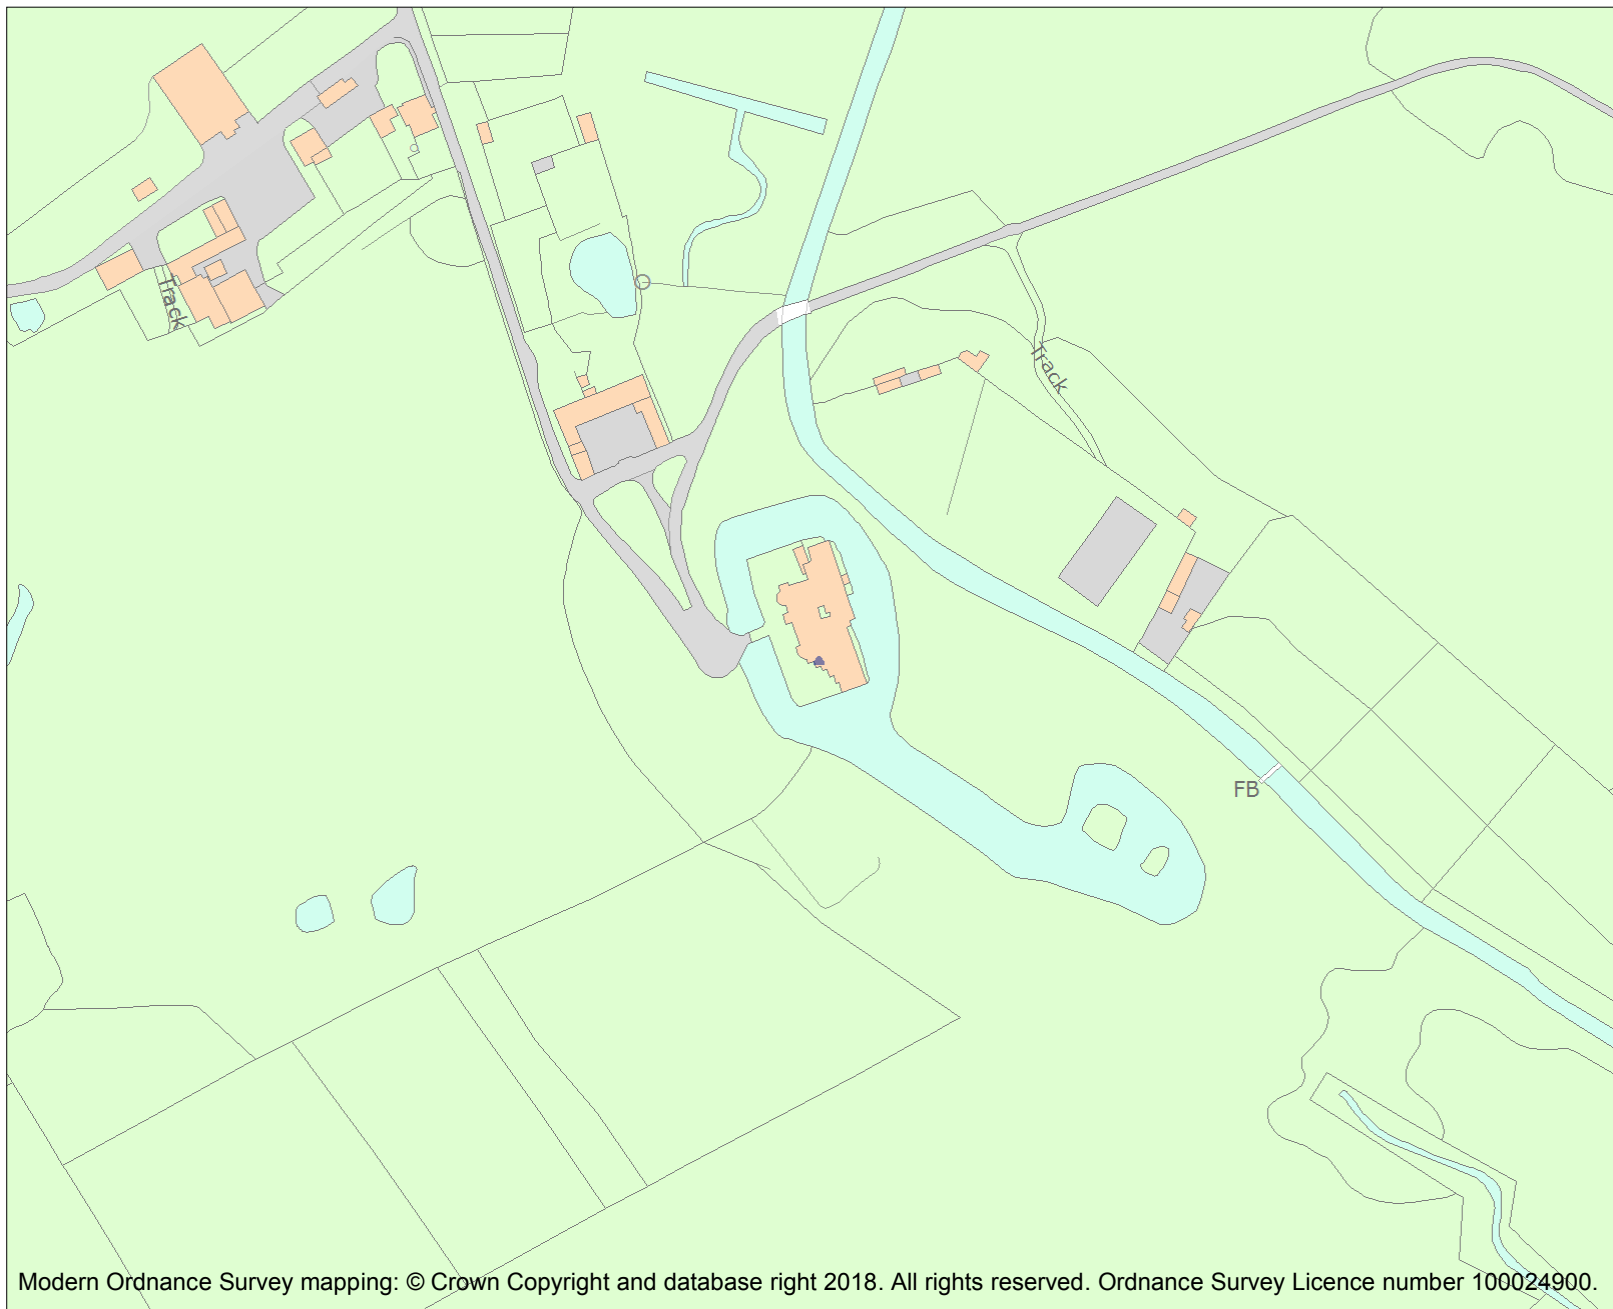 Track
Track
FB
Modern Ordnance Survey mapping: © Crown Copyright and database right 2018. All rights reserved. Ordnance Survey Licence number 100024900.